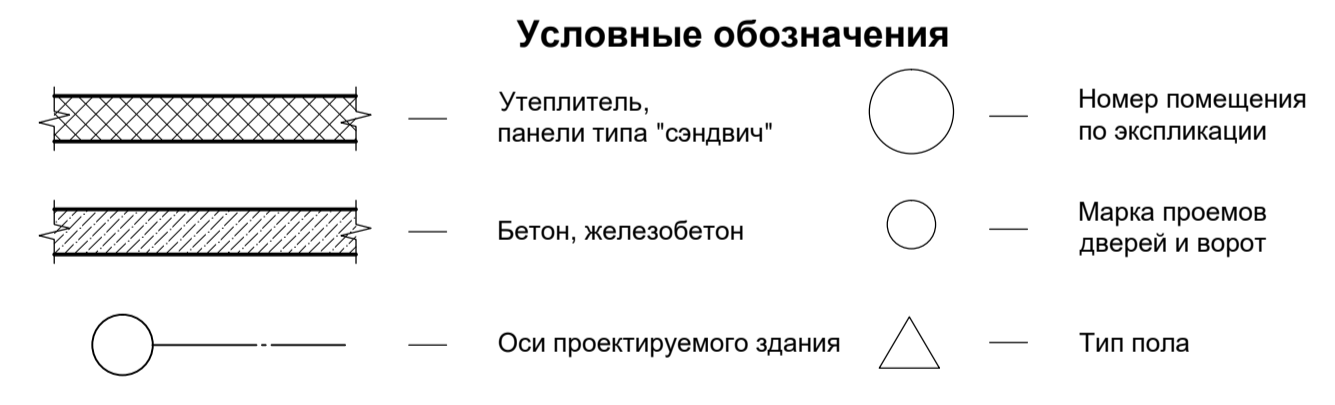 Условные обозначения
Утеплитель,
панели типа "сэндвич"
Номер помещения
по экспликации
Бетон, железобетон
Марка проемов
дверей и ворот
Оси проектируемого здания
Тип пола